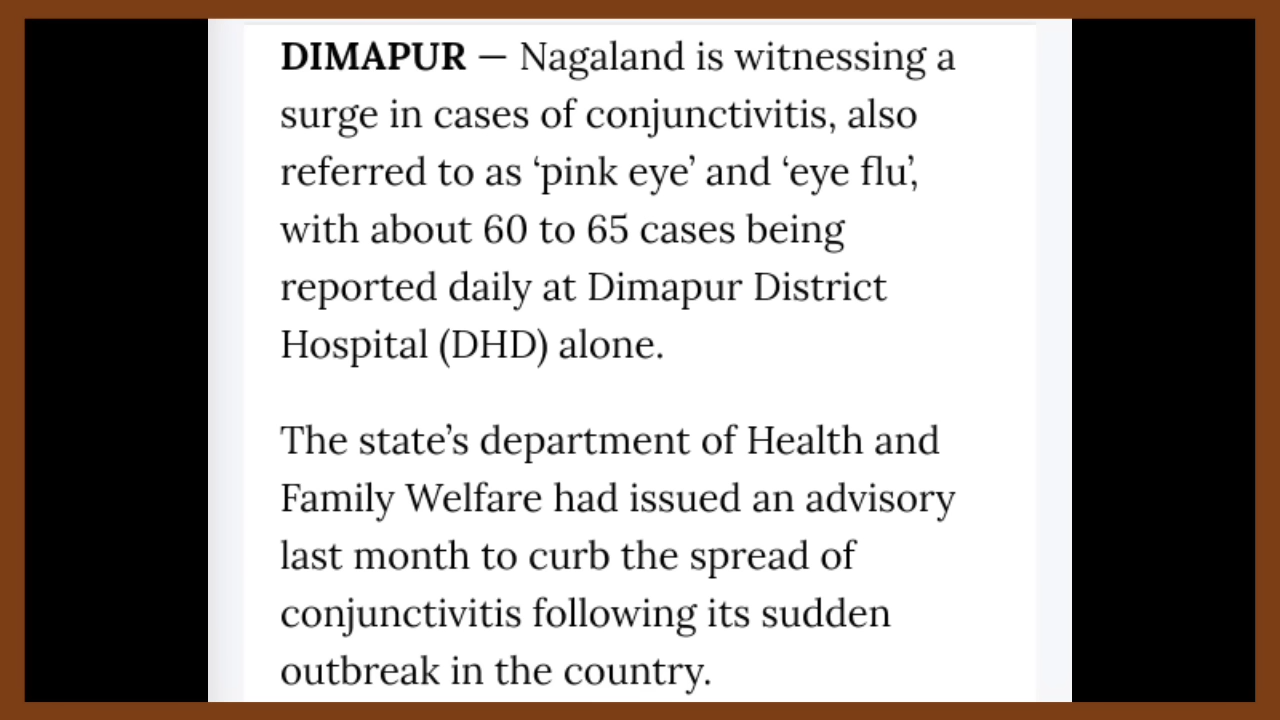 DIMAPUR — Nagaland is witnessing a
surge in cases of conjunctivitis, also
referred to as ‘pink eye’ and ‘eye flu’,
with about 60 to 65 cases being
reported daily at Dimapur District
Hospital (DHD) alone.
The state’s department of Health and
Family Welfare had issued an advisory
last month to curb the spread of
conjunctivitis following its sudden
outbreak in the country.